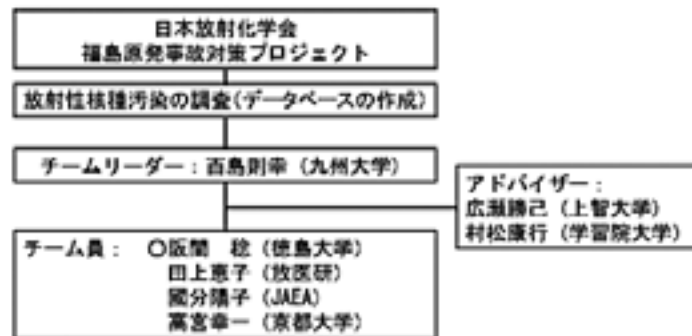 日本放射化学会
福島原発事故対策プロジェクト
放射性核種汚染の調査(データベースの作成)
チームリーダー:百島則幸(九州大学)
アドバイザー:
広瀬勝己(上智大学)
村松康行(学習院大学)
チーム員: 〇阪間 稔(徳島大学)
田上恵子(放医研)
國分陽子(JAEA)
高宮幸一(京都大学)